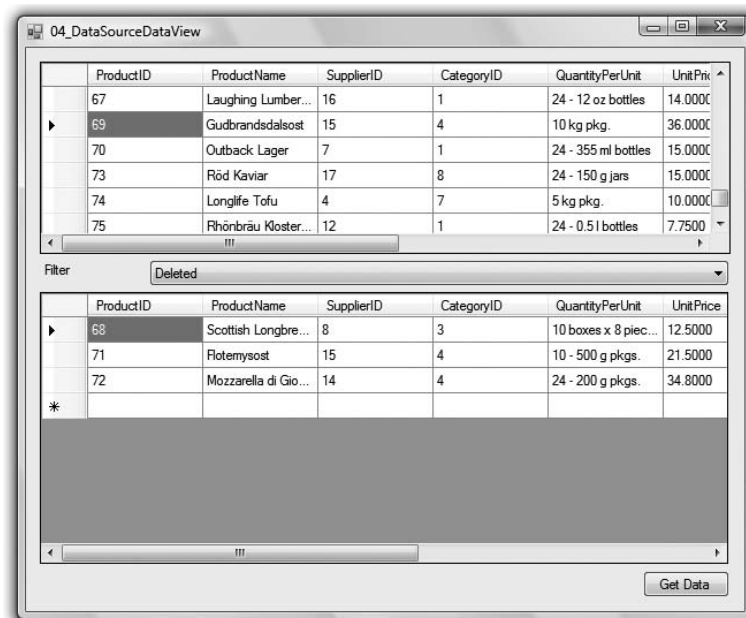 04_DataSourceDataView
ProductID ProductName SupplierID CategoryID QuantityPerUnit UnitPric
67 Laughing Lumber... 16 1 24 - 12 oz bottles 14.0000
69 Gudbrandsdalsost 15 4 10 kg pkg. 36.0000
70 Outback Lager 7 1 24 - 355 ml bottles 15.0000
73 Röd Kaviar 17 8 24 - 150 g jars 15.0000
74 Longlife Tofu 4 7 5 kg pkg. 10.0000
75 Rhönbräu Kloster... 12 1 24 - 0.5 l bottles 7.7500
Filter Deleted
ProductID ProductName SupplierID CategoryID QuantityPerUnit UnitPrice
68 Scottish Longbre... 8 3 10 boxes x 8 piec... 12.5000
71 Flotemysost 15 4 10 - 500 g pkgs. 21.5000
72 Mozzarella di Gio... 14 4 24 - 200 g pkgs. 34.8000
Get Data